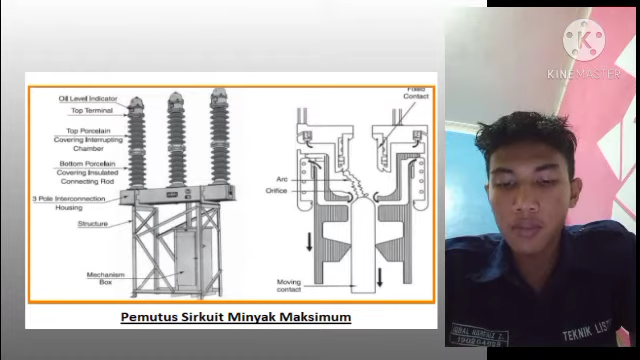 Oil Level Indicator
Top Terminal
Top Porcelain
Covering Interrupting
Chamber
Bottom Porcelain
Covering Insulated
Connecting Rod
3 Pole Interconnection
Housing
Structure
Mechanism
Box
Fixed
Contact
Arc
Orifice
Moving
contact
Pemutus Sirkuit Minyak Maksimum
K
KINEMASTER
TEKNIK LIS